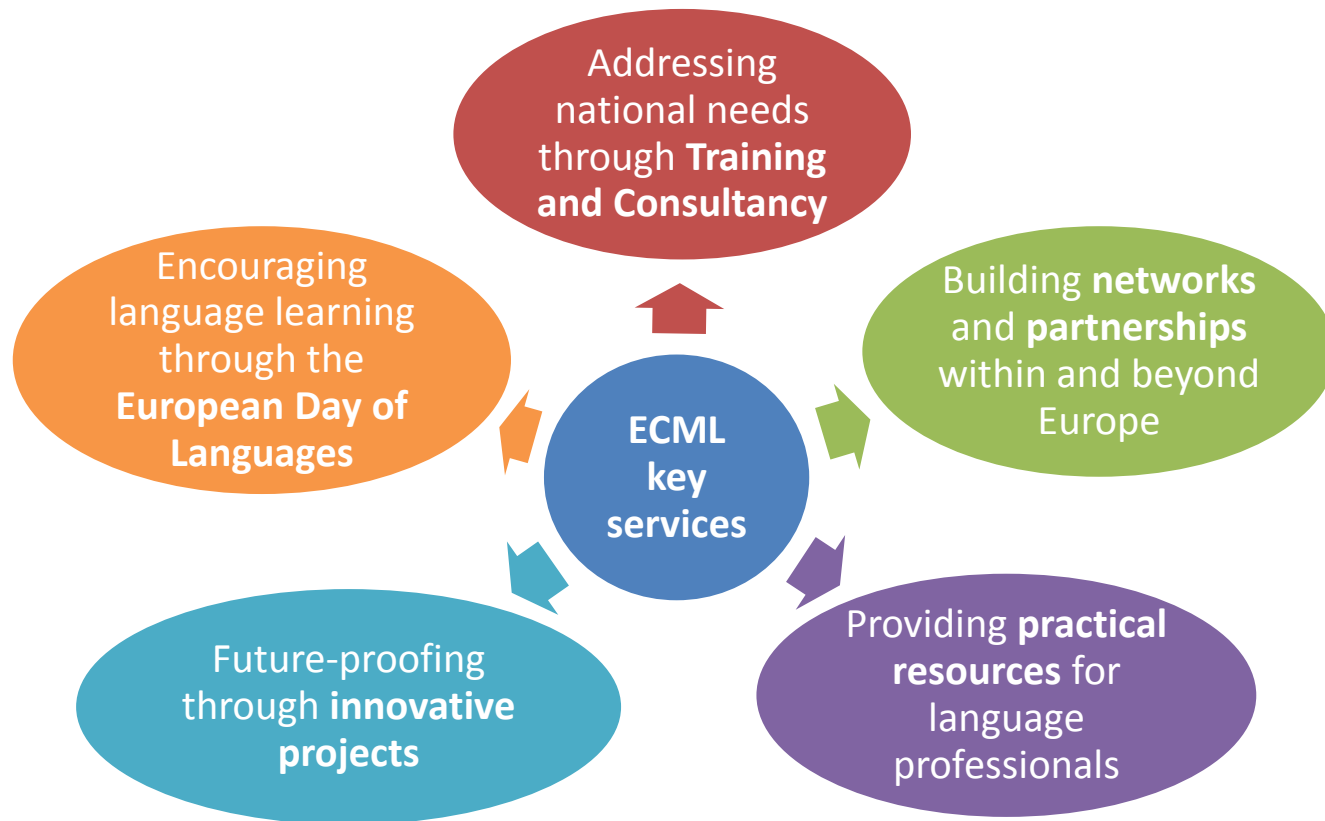 Addressing
national needs
through Training
and Consultancy
Building networks
and partnerships
within and beyond
Europe
Providing practical
resources for
language
professionals
Future-proofing
through innovative
projects
Encouraging
language learning
through the
European Day of
Languages
ECML
key
services